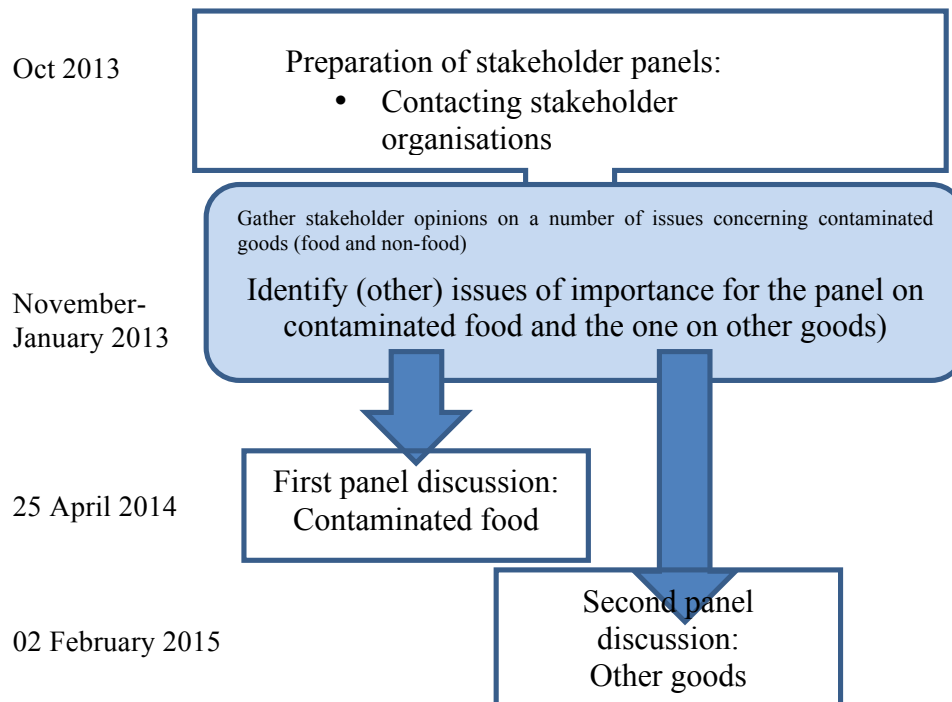 Oct 2013
Preparation of stakeholder panels:
• Contacting stakeholder
organisations
Gather stakeholder opinions on a number of issues concerning contaminated
goods (food and non-food)
Identify (other) issues of importance for the panel on
contaminated food and the one on other goods)
November-
January 2013
25 April 2014
First panel discussion:
Contaminated food
02 February 2015
Second panel
discussion:
Other goods